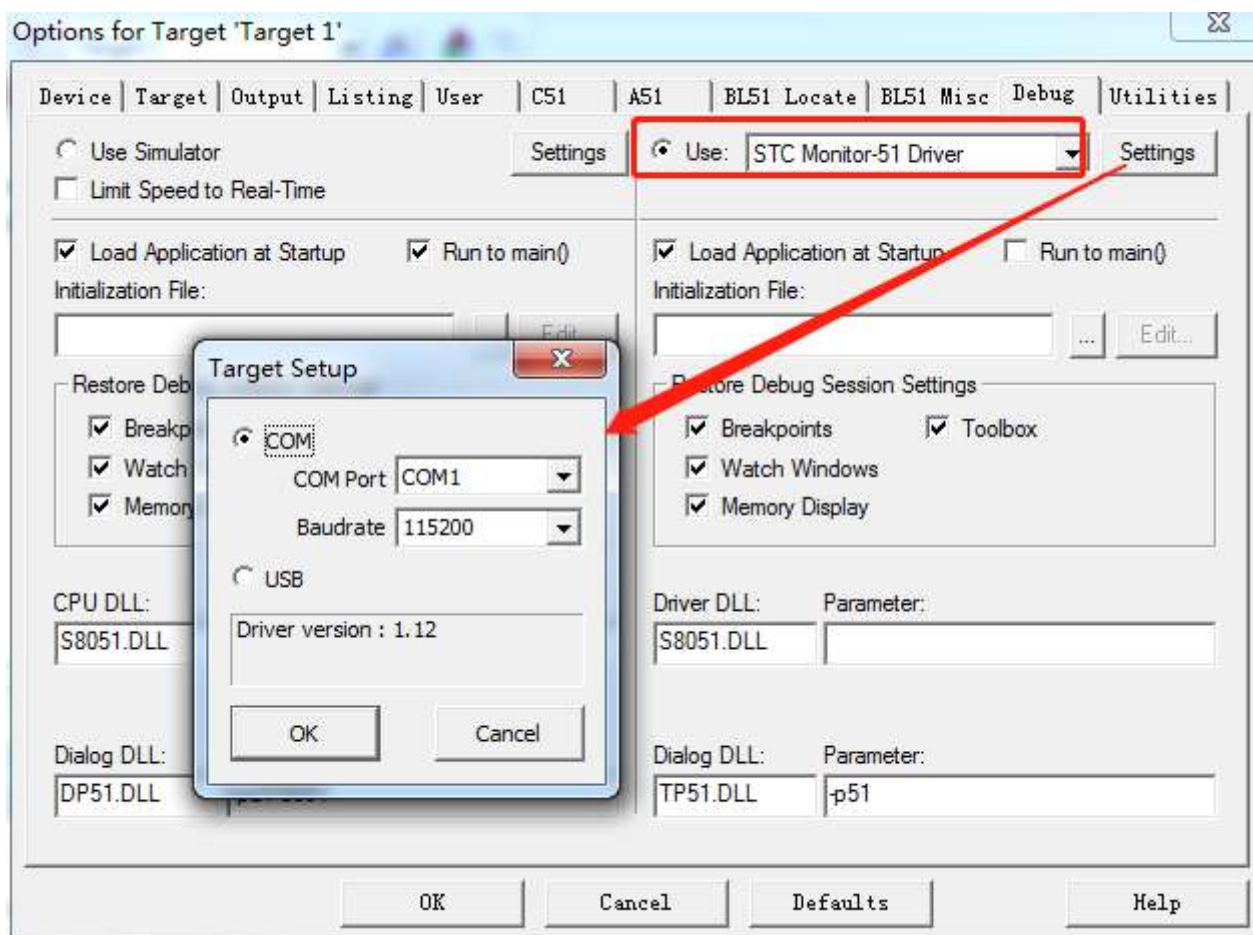 Options for Target 'Target 1'
Device Target Output Listing User C51 A51 BL51 Locate BL51 Misc Debug Utilities
Use Simulator Settings Use: STC Monitor-51 Driver Settings
Limit Speed to Real-Time
Load Application at Startup Run to main() Load Application at Startup Run to main()
Initialization File: Initialization File:
... Edit...
Target Setup
Restore Deb Restore Debug Session Settings
Breakp Breakpoints Toolbox
COM
Watch Watch Windows
COM Port COM1
Memory Memory Display
Baudrate 115200
USB
CPU DLL: Driver DLL: Parameter:
Driver version : 1.12
S8051.DLL S8051.DLL
OK Cancel
Dialog DLL: Dialog DLL: Parameter:
DP51.DLL TP51.DLL -p51
OK Cancel Defaults Help